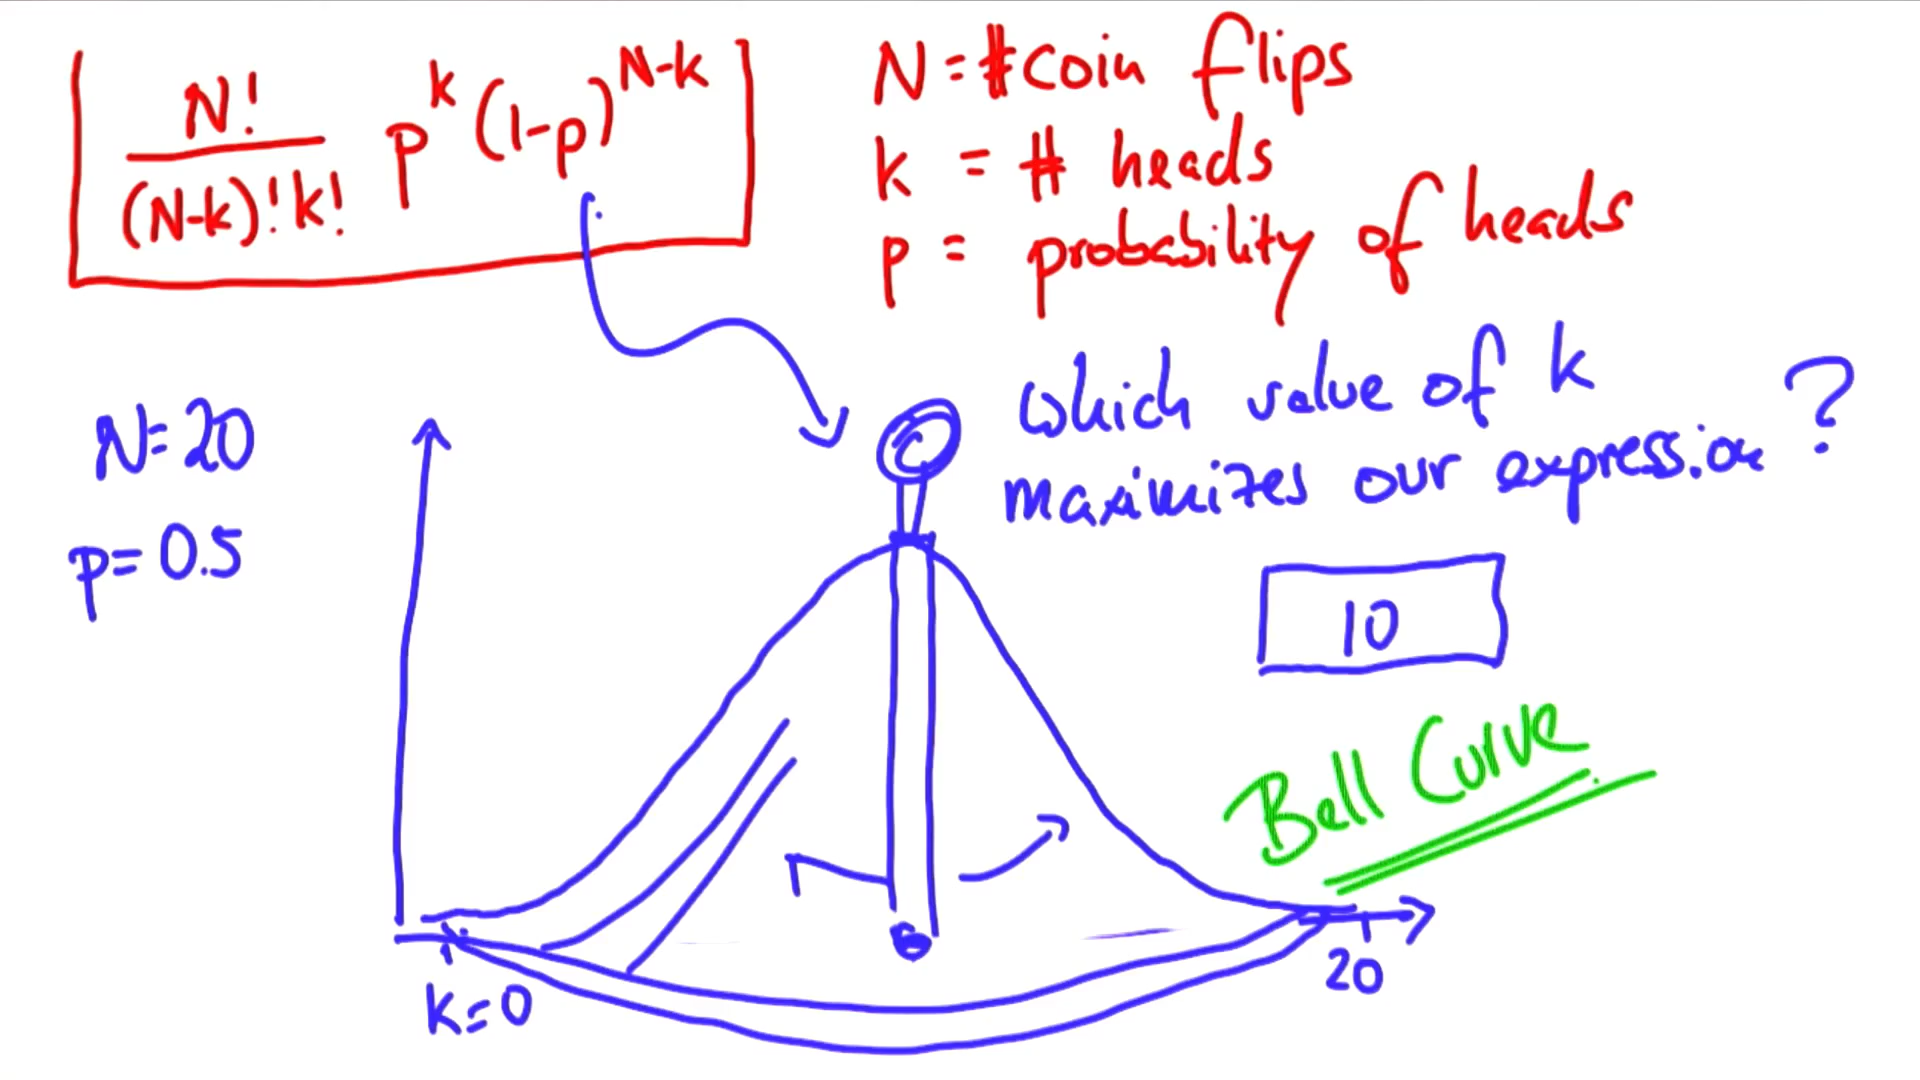 N!
(N-k)!k! p^k (1-p)^N-k
N = #coin flips
k = # heads
p = probability of heads
which value of k
maximizes our expression?
N=20
p=0.5
10
Bell Curve
k=0
20